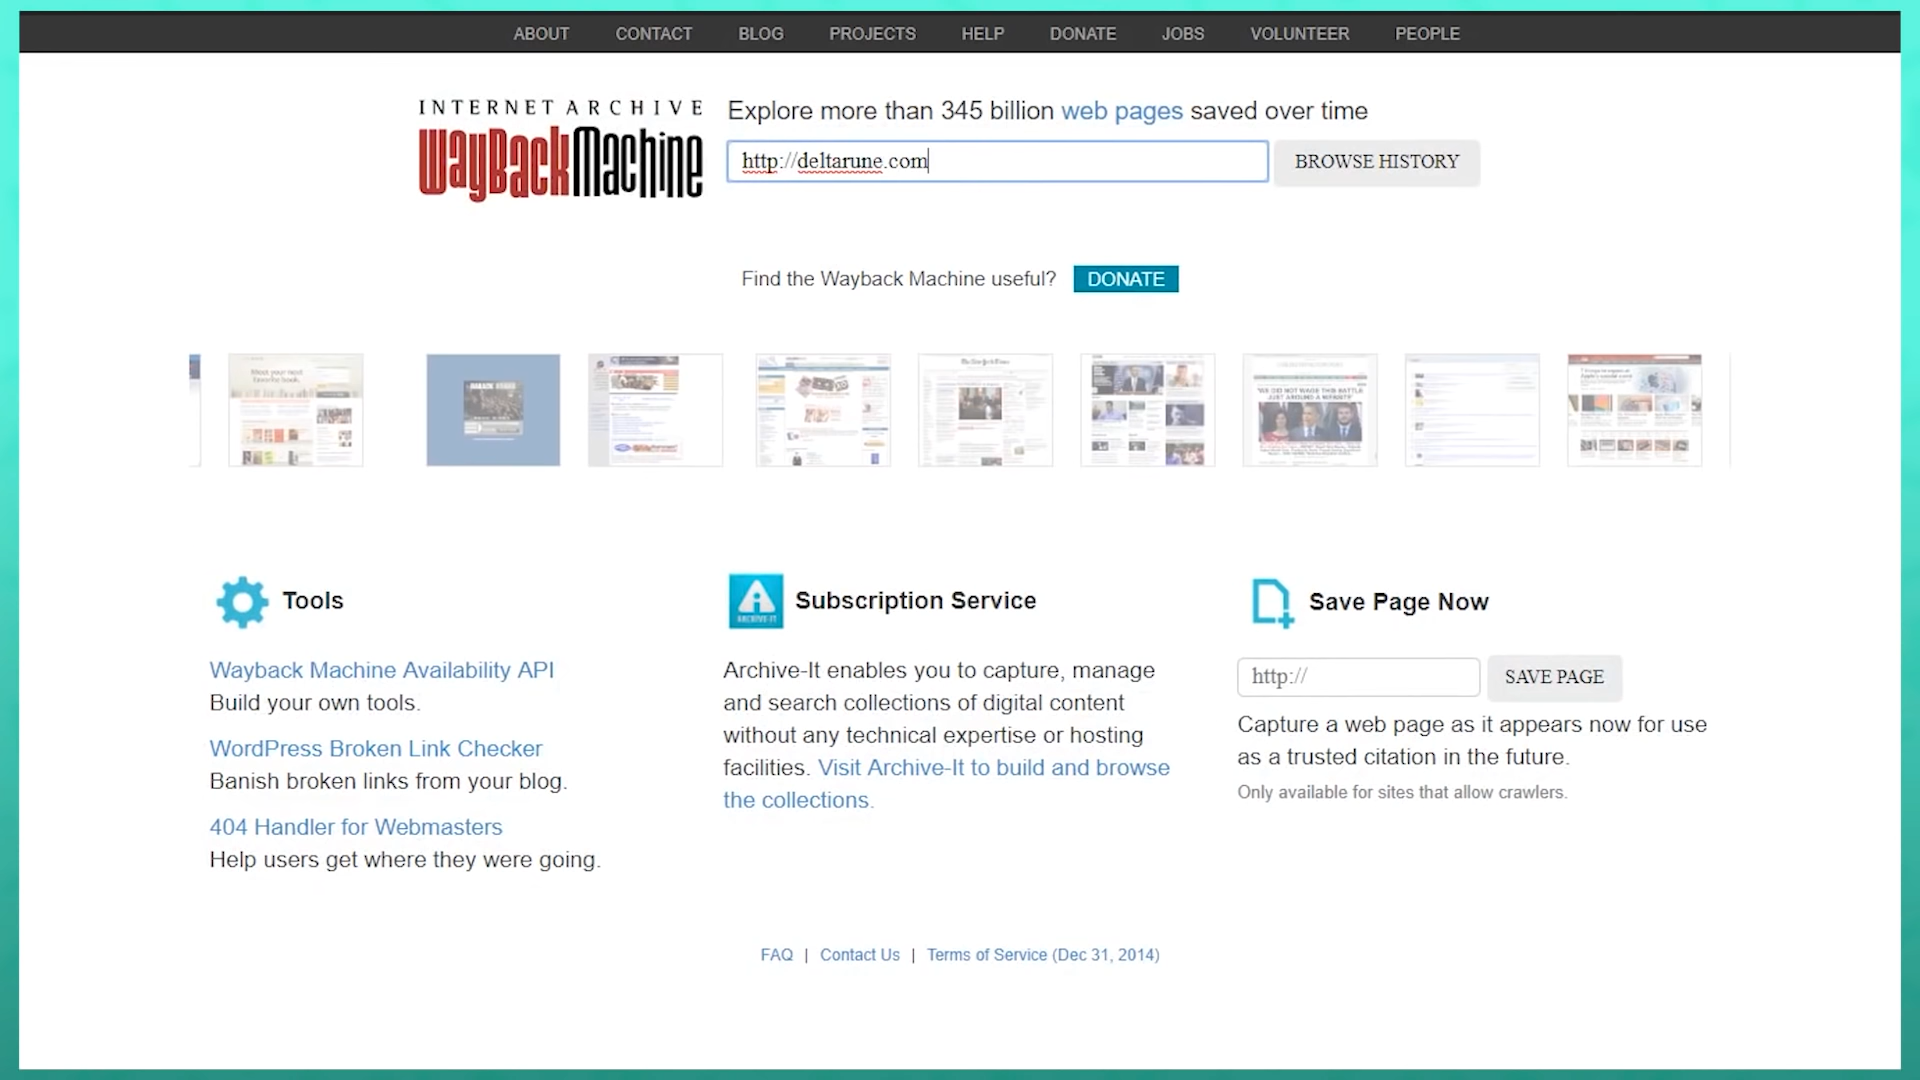 ABOUT CONTACT BLOG PROJECTS HELP DONATE JOBS VOLUNTEER PEOPLE
INTERNET ARCHIVE
WayBackMachine
Explore more than 345 billion web pages saved over time
http://deltarune.com
BROWSE HISTORY
Find the Wayback Machine useful? DONATE
Tools
Wayback Machine Availability API
Build your own tools.
WordPress Broken Link Checker
Banish broken links from your blog.
404 Handler for Webmasters
Help users get where they were going.
ARCHIVE-IT
Subscription Service
Archive-It enables you to capture, manage
and search collections of digital content
without any technical expertise or hosting
facilities. Visit Archive-It to build and browse
the collections.
Save Page Now
http://
SAVE PAGE
Capture a web page as it appears now for use
as a trusted citation in the future.
Only available for sites that allow crawlers.
FAQ | Contact Us | Terms of Service (Dec 31, 2014)